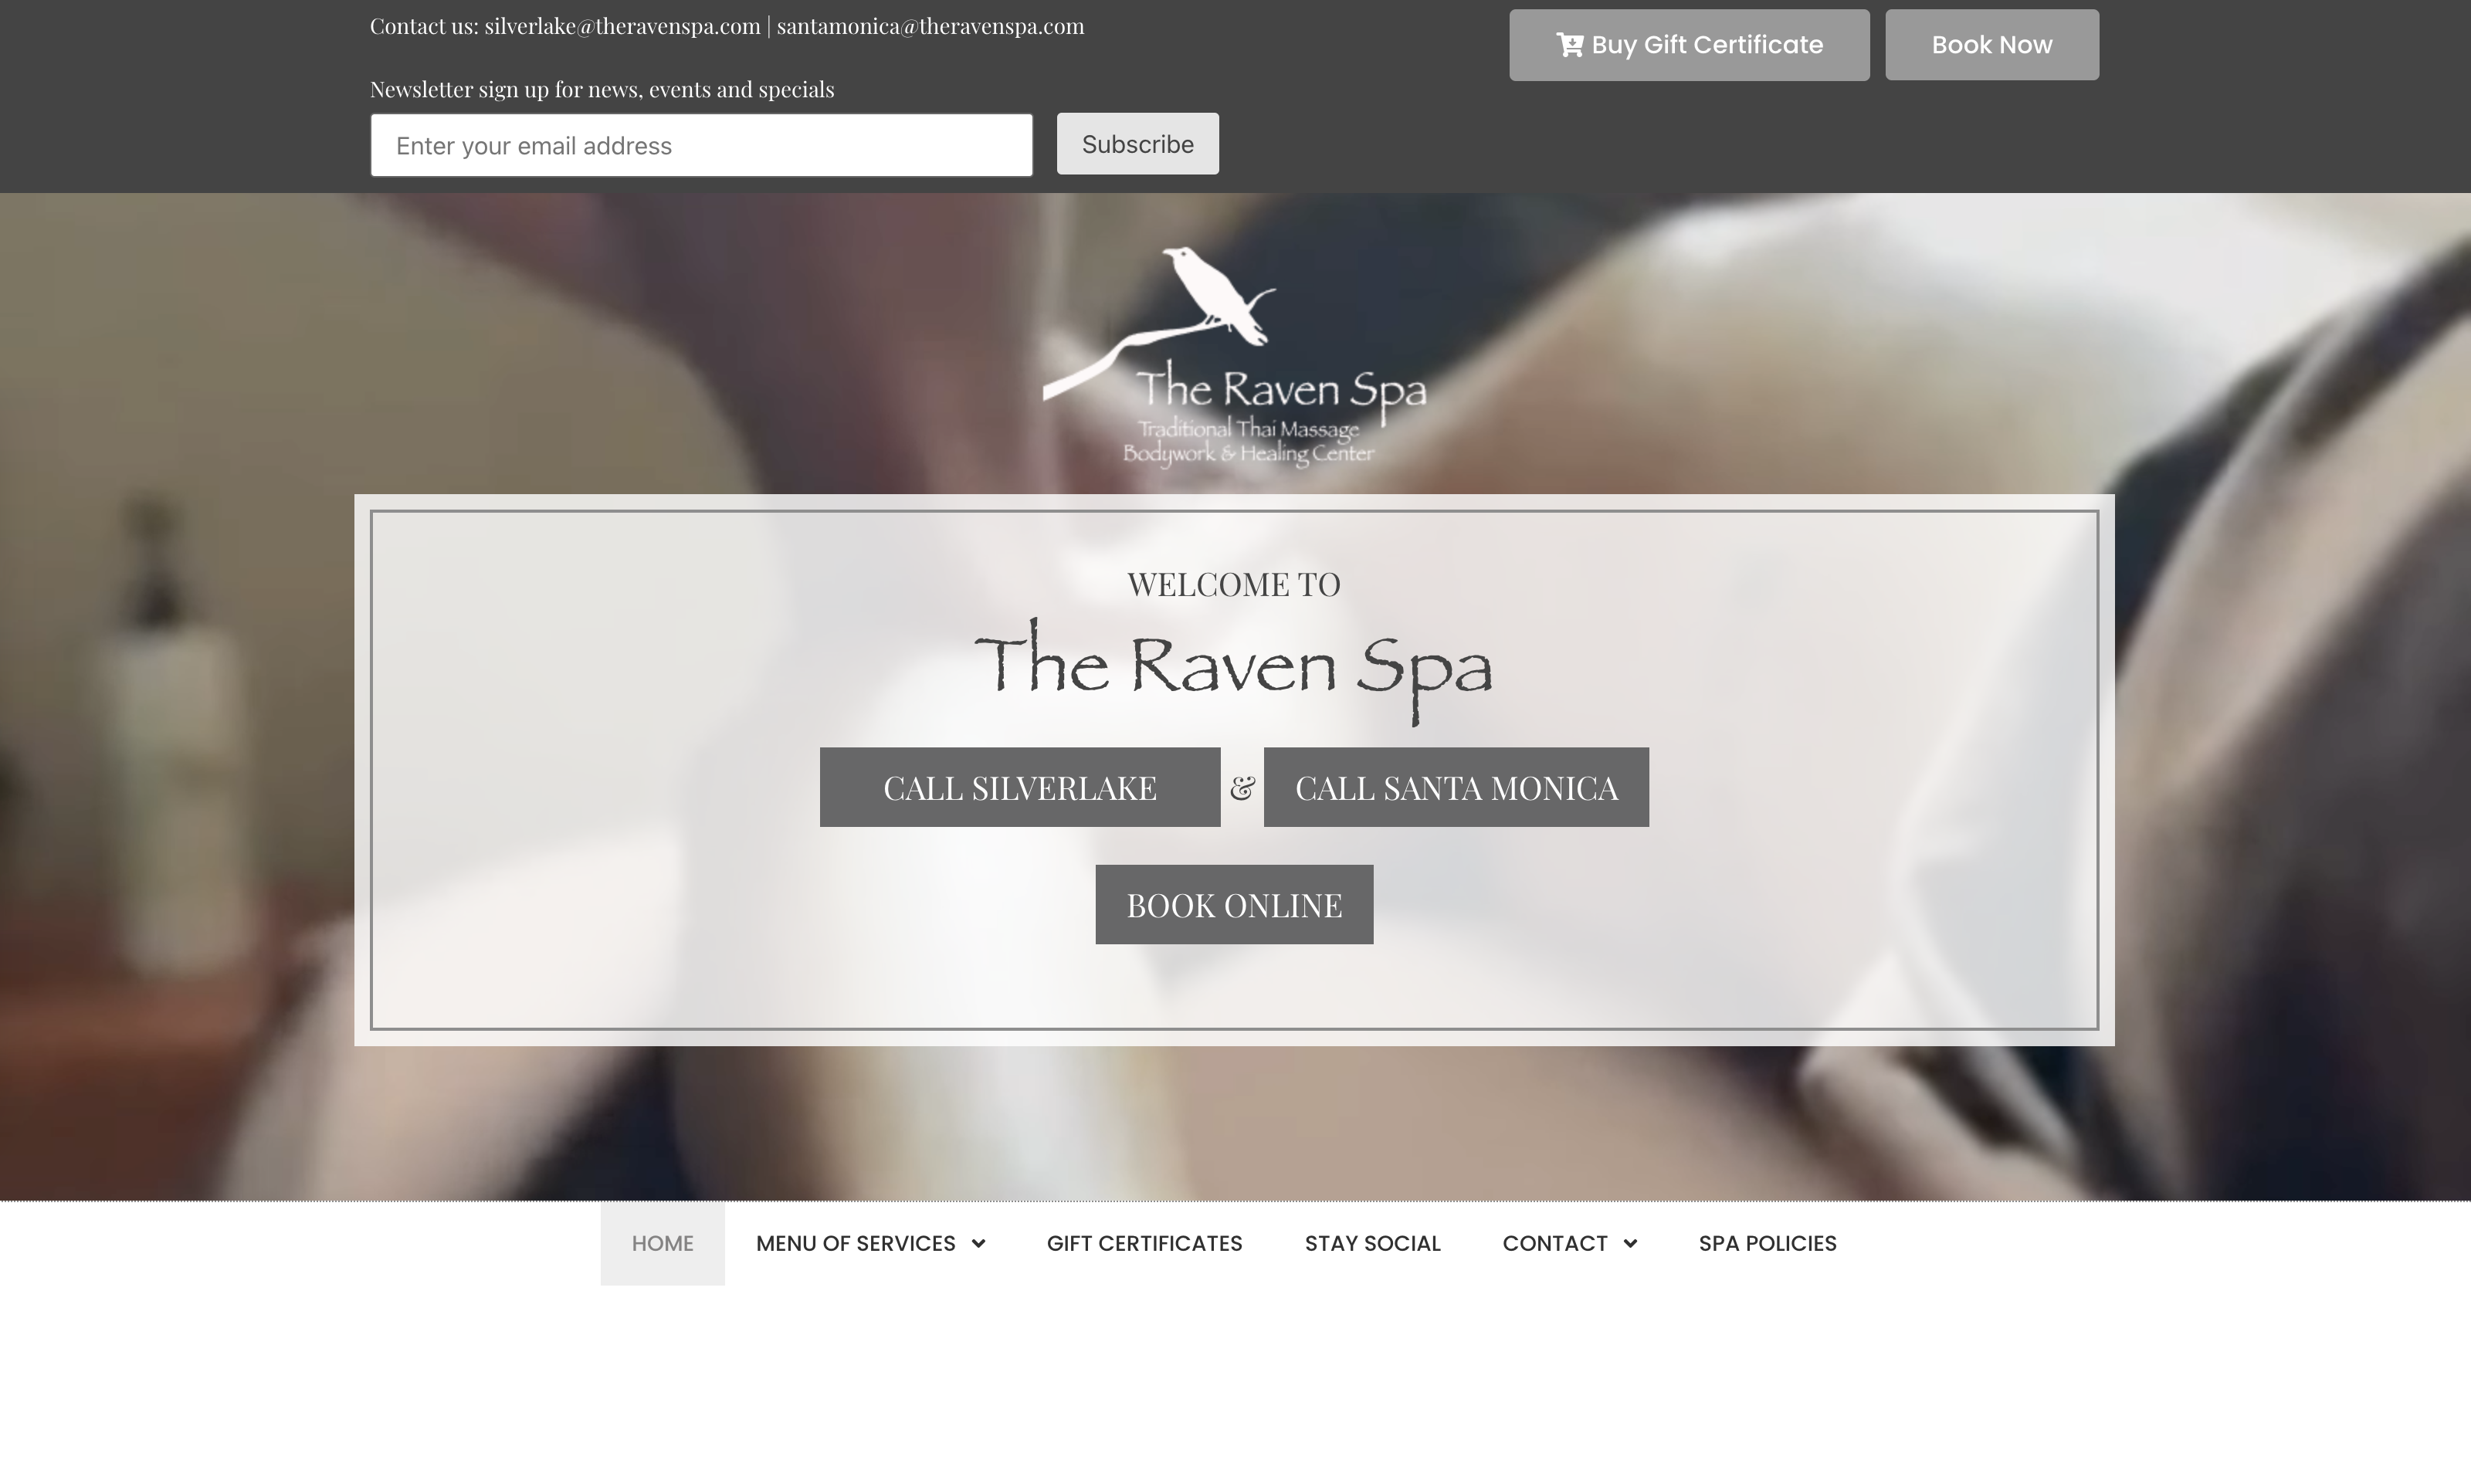 Contact us: silverlake@theravenspa.com | santamonica@theravenspa.com
Buy Gift Certificate
Book Now
Newsletter sign up for news, events and specials
Enter your email address
Subscribe
The Raven Spa
Traditional Thai Massage
Bodywork & Healing Center
WELCOME TO
The Raven Spa
CALL SILVERLAKE & CALL SANTA MONICA
BOOK ONLINE
HOME MENU OF SERVICES GIFT CERTIFICATES STAY SOCIAL CONTACT SPA POLICIES